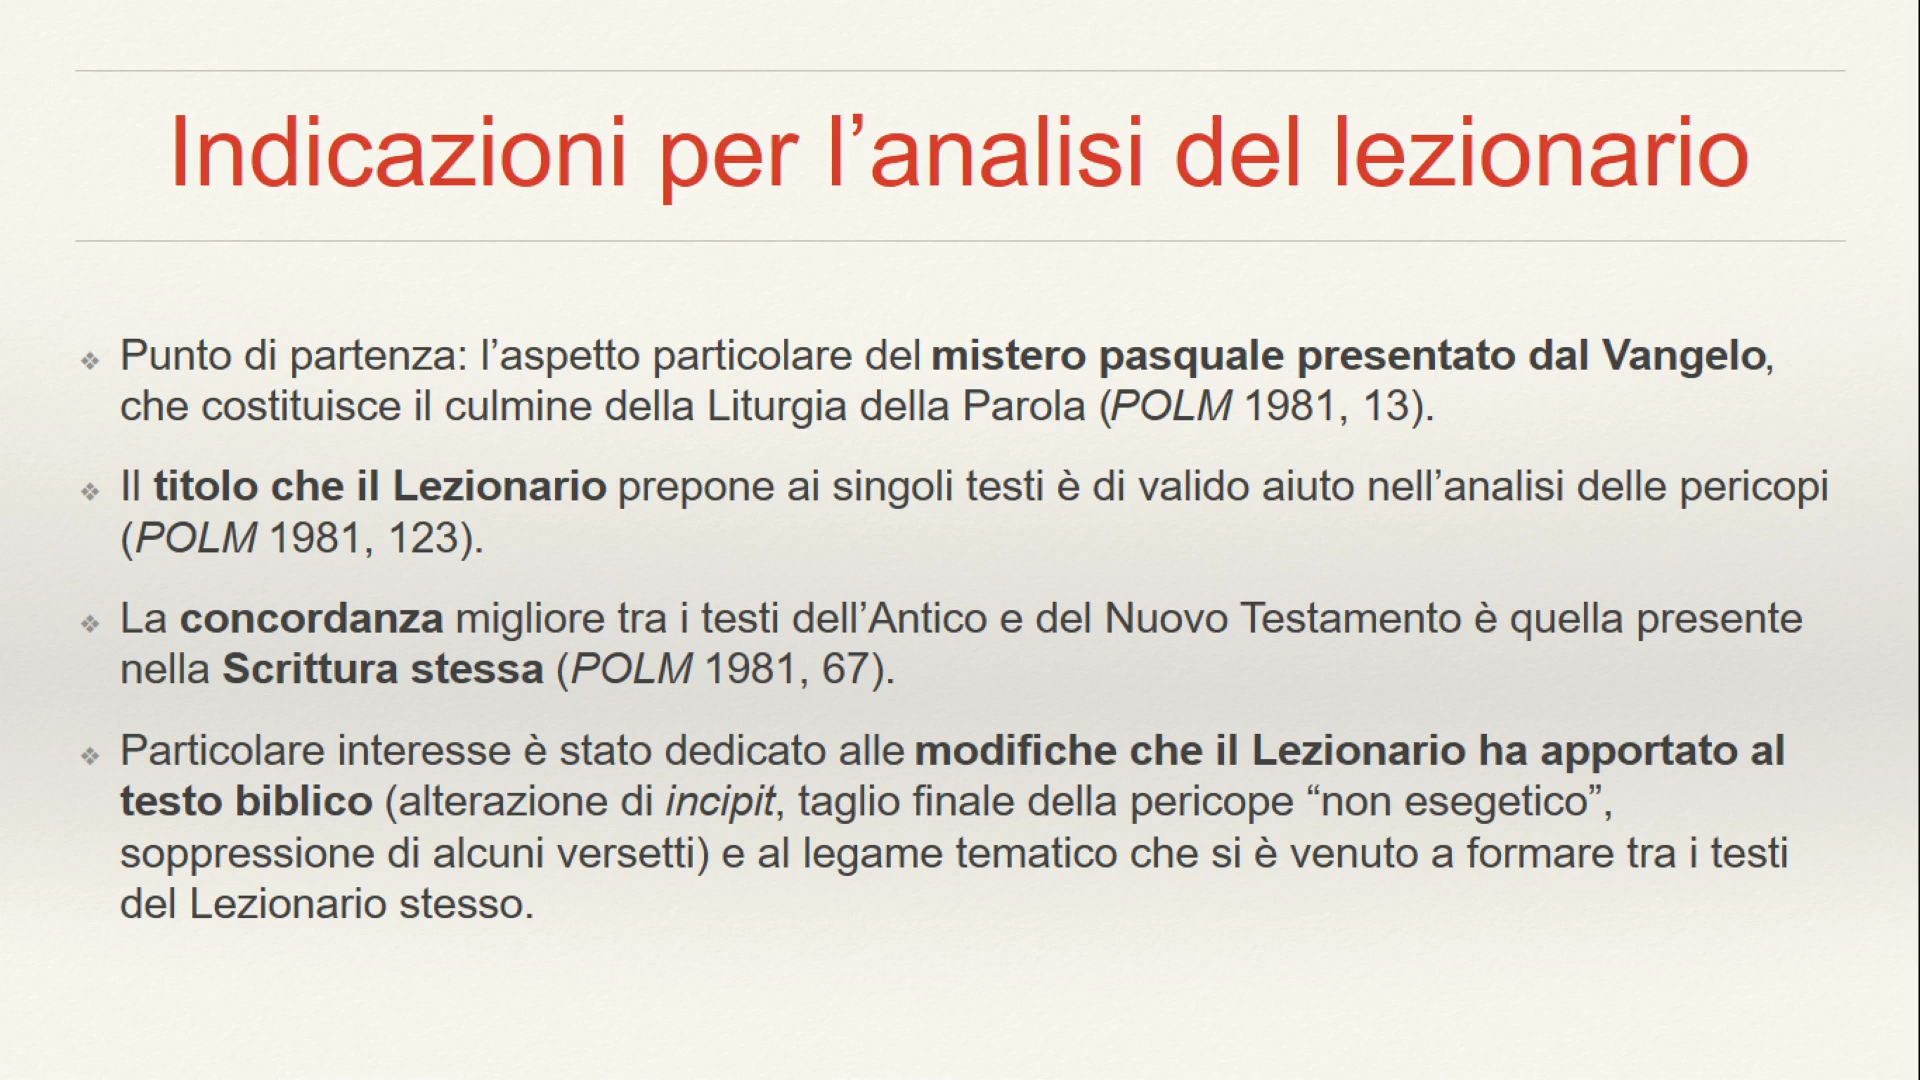 Indicazioni per l’analisi del lezionario
❖ Punto di partenza: l’aspetto particolare del mistero pasquale presentato dal Vangelo,
che costituisce il culmine della Liturgia della Parola (POLM 1981, 13).
❖ Il titolo che il Lezionario prepone ai singoli testi è di valido aiuto nell’analisi delle pericopi
(POLM 1981, 123).
❖ La concordanza migliore tra i testi dell’Antico e del Nuovo Testamento è quella presente
nella Scrittura stessa (POLM 1981, 67).
❖ Particolare interesse è stato dedicato alle modifiche che il Lezionario ha apportato al
testo biblico (alterazione di incipit, taglio finale della pericope “non esegetico”,
soppressione di alcuni versetti) e al legame tematico che si è venuto a formare tra i testi
del Lezionario stesso.